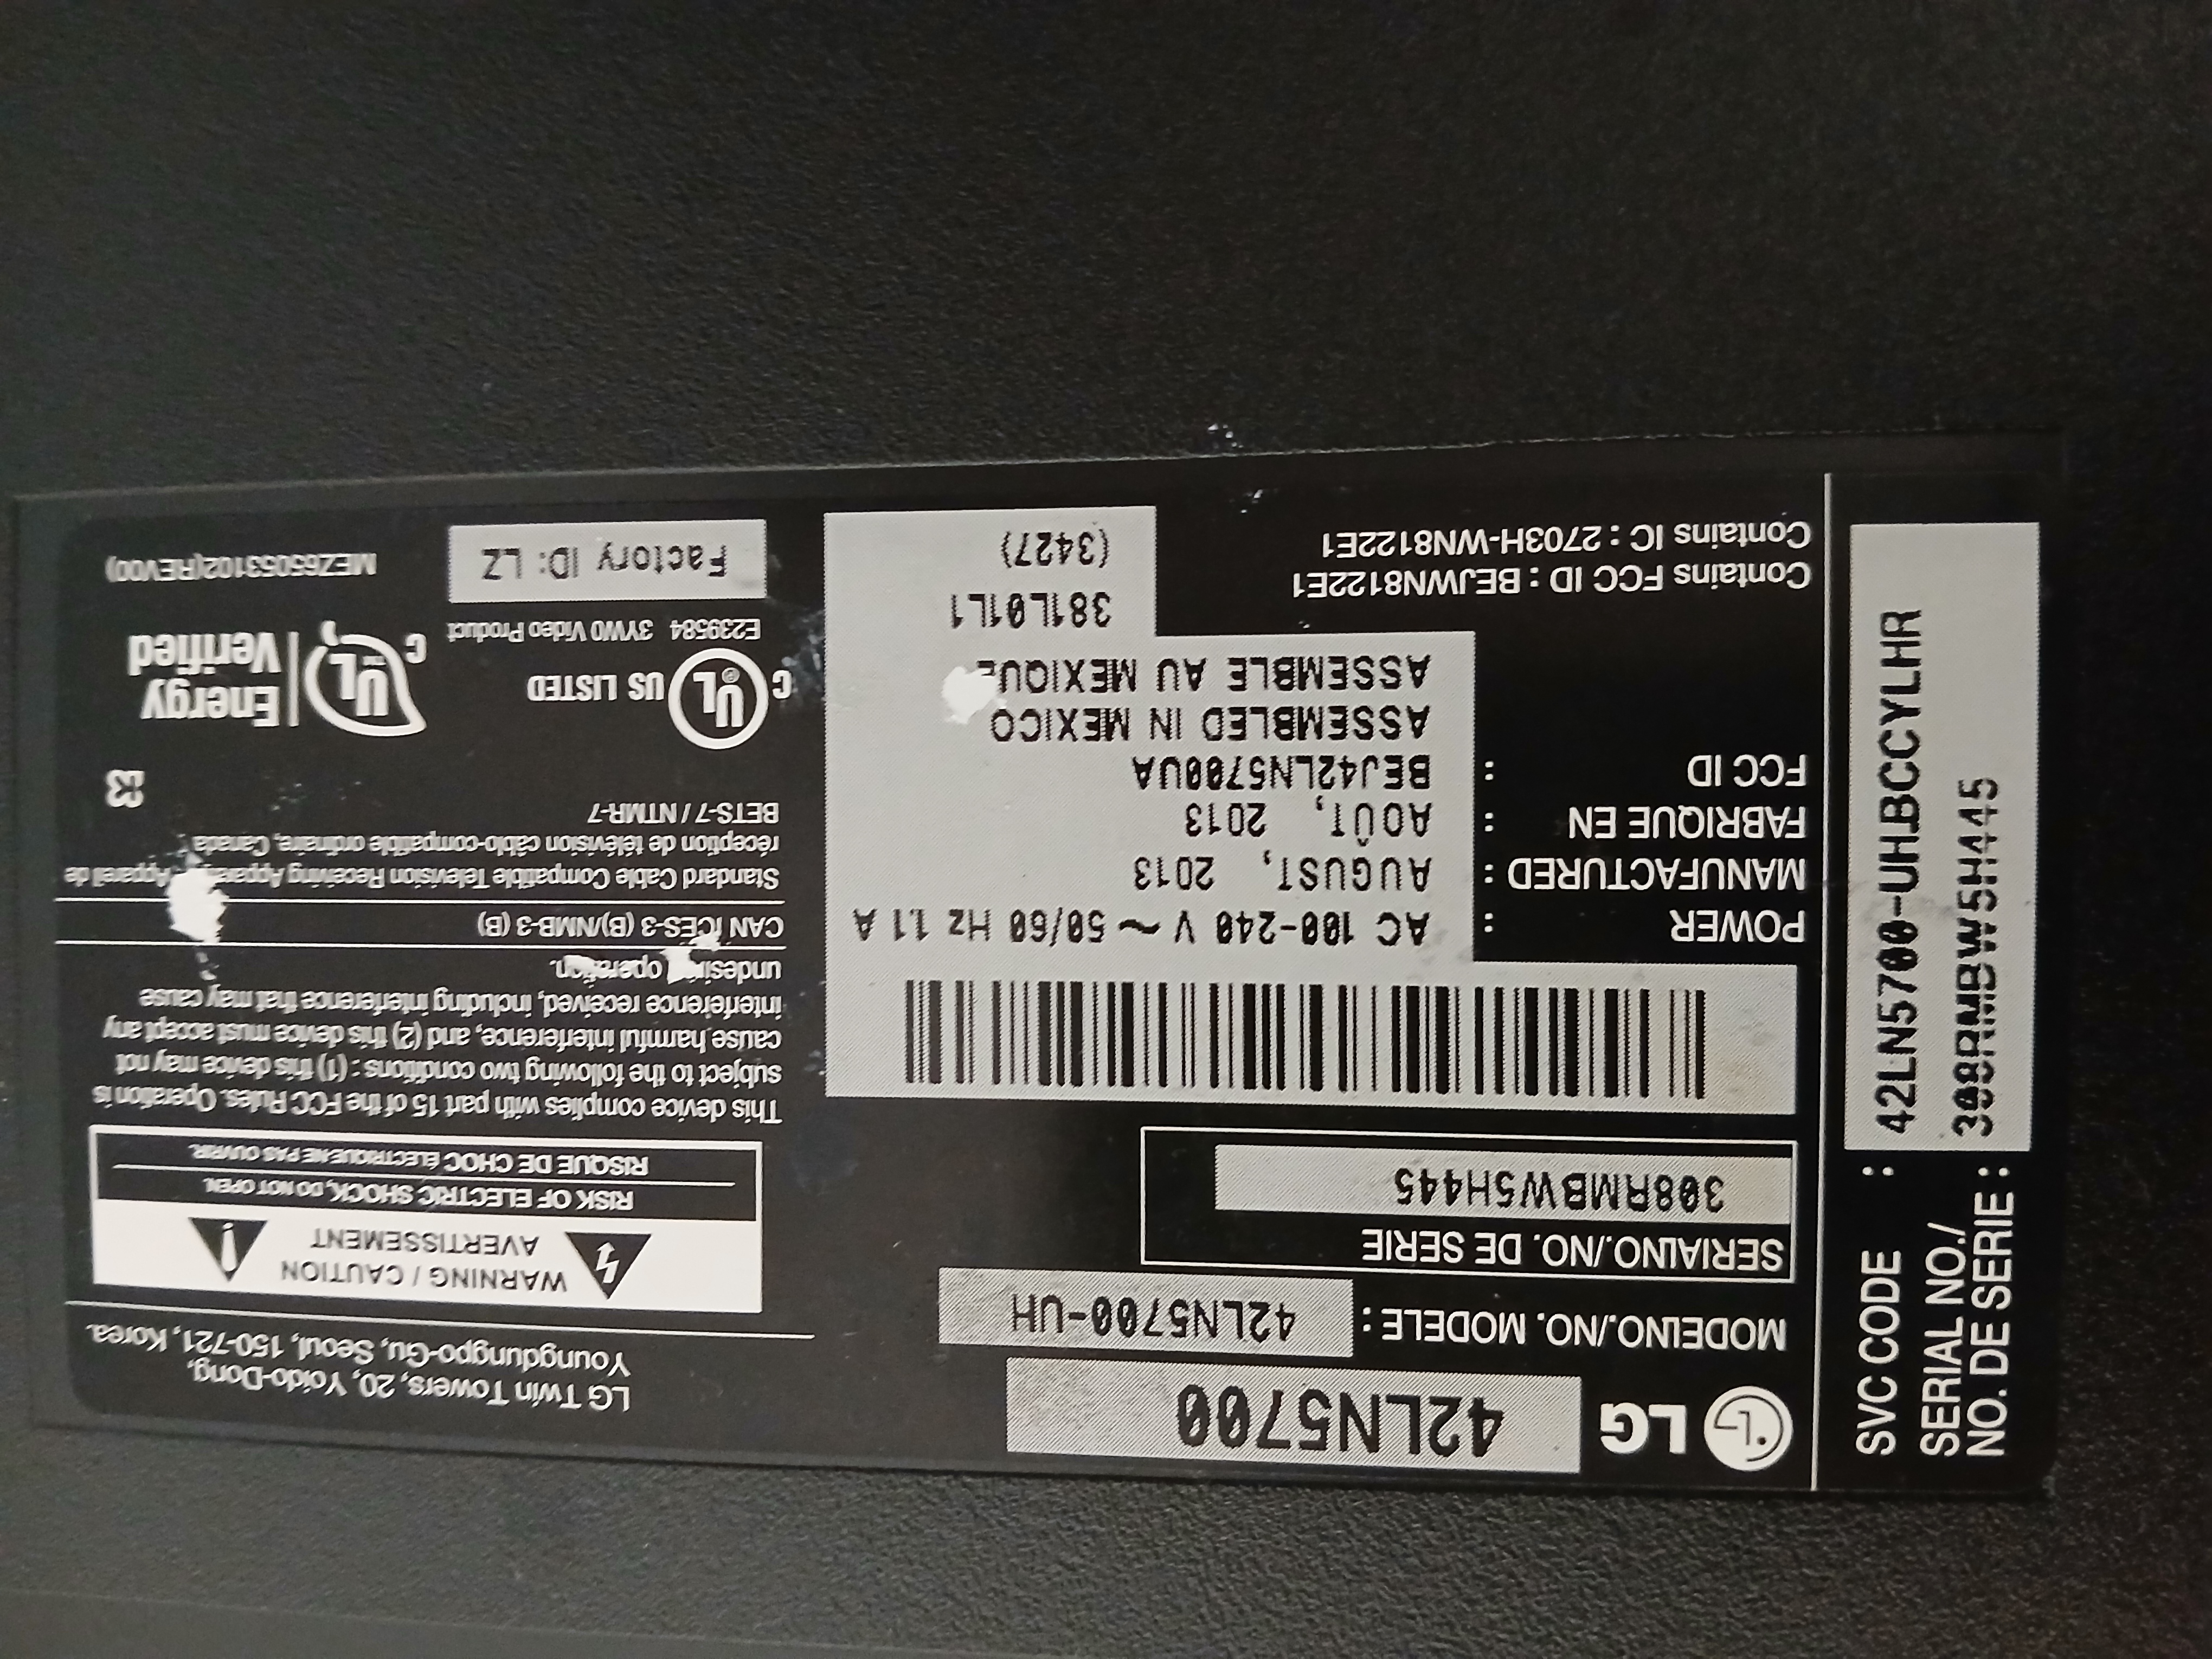 LG 42LN5700
MODELNO./NO. MODELE : 42LN5700-UH
SERIALNO./NO. DE SERIE
308RMBW5H445
POWER : AC 100-240 V ~ 50/60 Hz 1.1 A
MANUFACTURED : AUGUST, 2013
FABRIQUE EN : AOÛT, 2013
FCC ID : BEJ42LN5700UA
ASSEMBLED IN MEXICO
ASSEMBLE AU MEXIQUE
381L01L1
(3427)
Contains FCC ID : BEJWN8122E1
Contains IC : 2703H-WN8122E1
LG Twin Towers, 20, Yoido-Dong,
Youngdungpo-Gu, Seoul, 150-721, Korea.
WARNING / CAUTION
AVERTISSEMENT
RISK OF ELECTRIC SHOCK, DO NOT OPEN.
RISQUE DE CHOC ÉLECTRIQUE NE PAS OUVRIR.
This device complies with part 15 of the FCC Rules. Operation is
subject to the following two conditions : (1) this device may not
cause harmful interference, and (2) this device must accept any
interference received, including interference that may cause
undesired operation.
CAN ICES-3 (B)/NMB-3 (B)
Standard Cable Compatible Television Receiving Apparatus, Appareil de
réception de télévision câblo-compatible ordinaire, Canada
BETS-7 / NTMR-7
c UL US LISTED
E239584 3YW0 Video Product
c UL Energy
Verified
Factory ID: LZ
MEZ65053102(REV00)
SVC CODE : 42LN5700-UH.BCCYLHR
SERIAL NO./
NO. DE SERIE : 308RMBW5H445